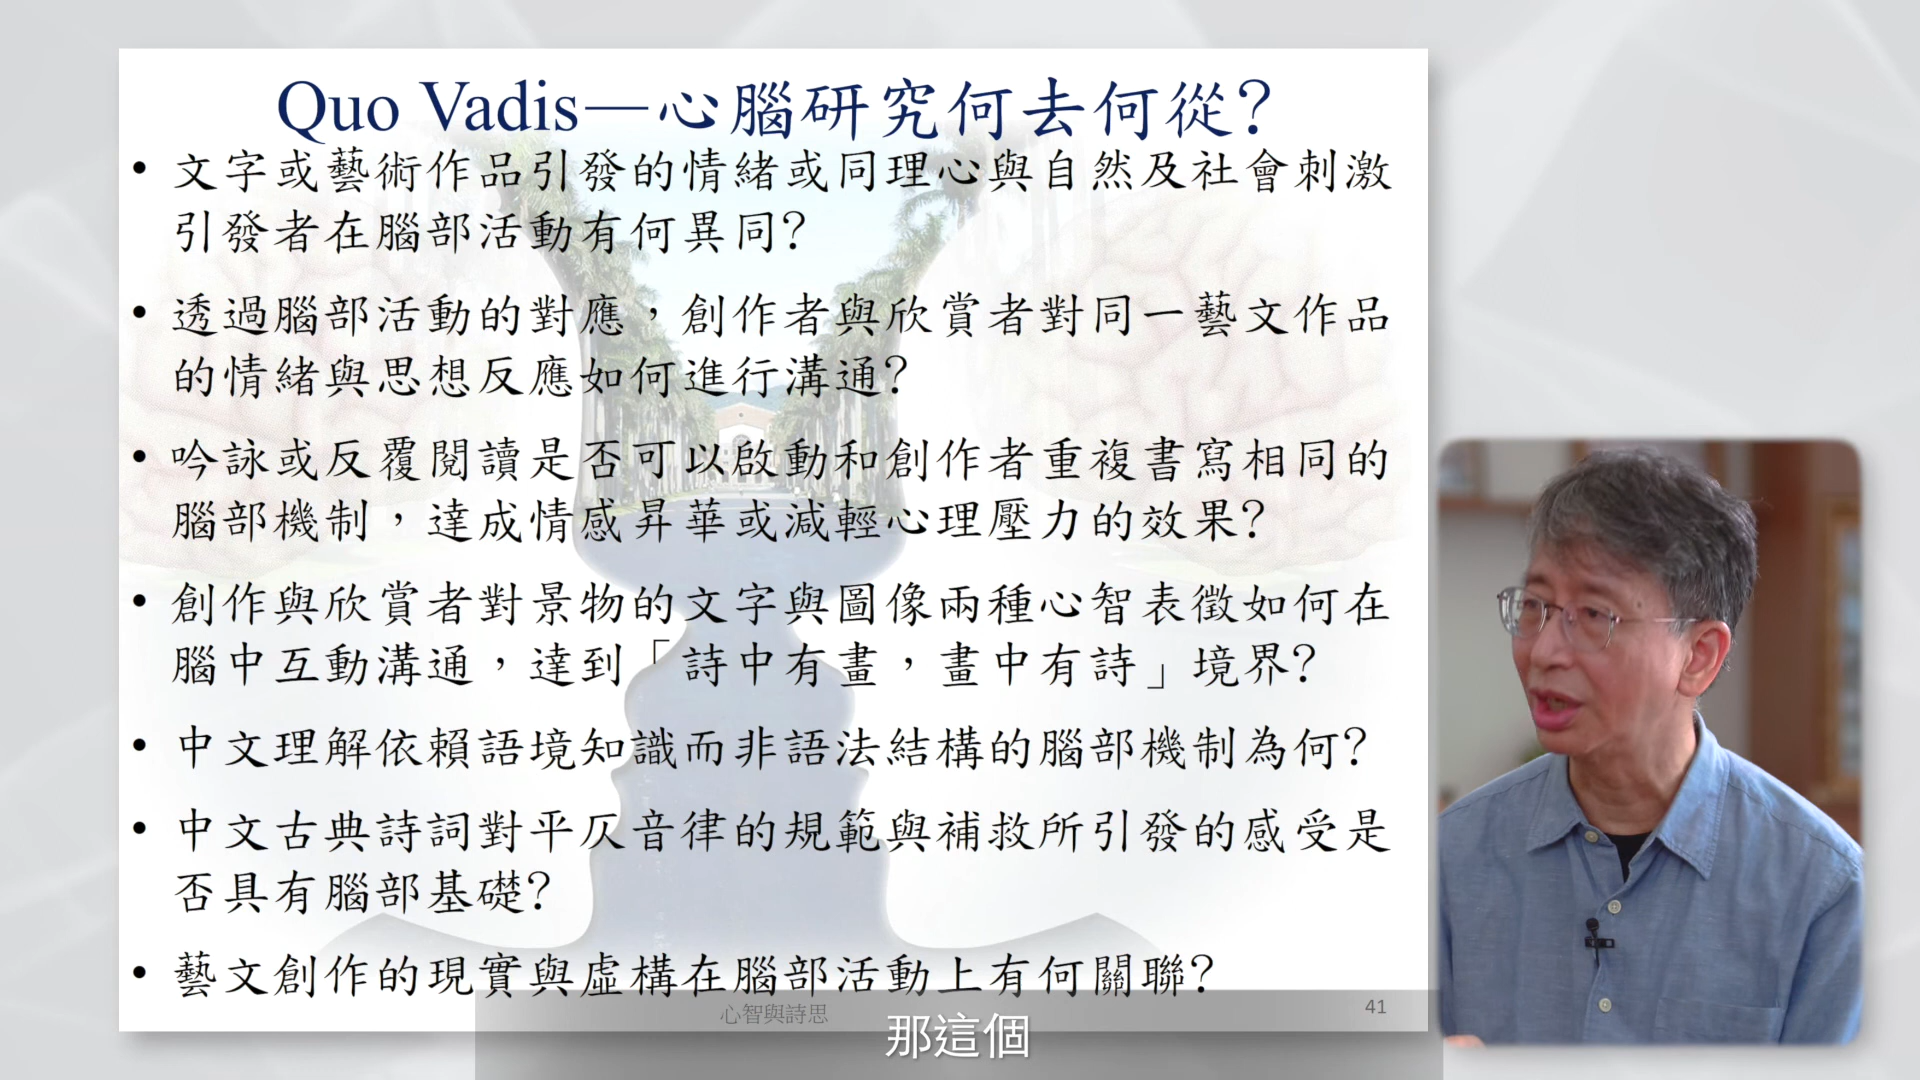 Quo Vadis—心腦研究何去何從?
• 文字或藝術作品引發的情緒或同理心與自然及社會刺激
引發者在腦部活動有何異同?
• 透過腦部活動的對應，創作者與欣賞者對同一藝文作品
的情緒與思想反應如何進行溝通?
• 吟詠或反覆閱讀是否可以啟動和創作者重複書寫相同的
腦部機制，達成情感昇華或減輕心理壓力的效果?
• 創作與欣賞者對景物的文字與圖像兩種心智表徵如何在
腦中互動溝通，達到「詩中有畫，畫中有詩」境界?
• 中文理解依賴語境知識而非語法結構的腦部機制為何?
• 中文古典詩詞對平仄音律的規範與補救所引發的感受是
否具有腦部基礎?
• 藝文創作的現實與虛構在腦部活動上有何關聯?
心智與詩思
41
那這個